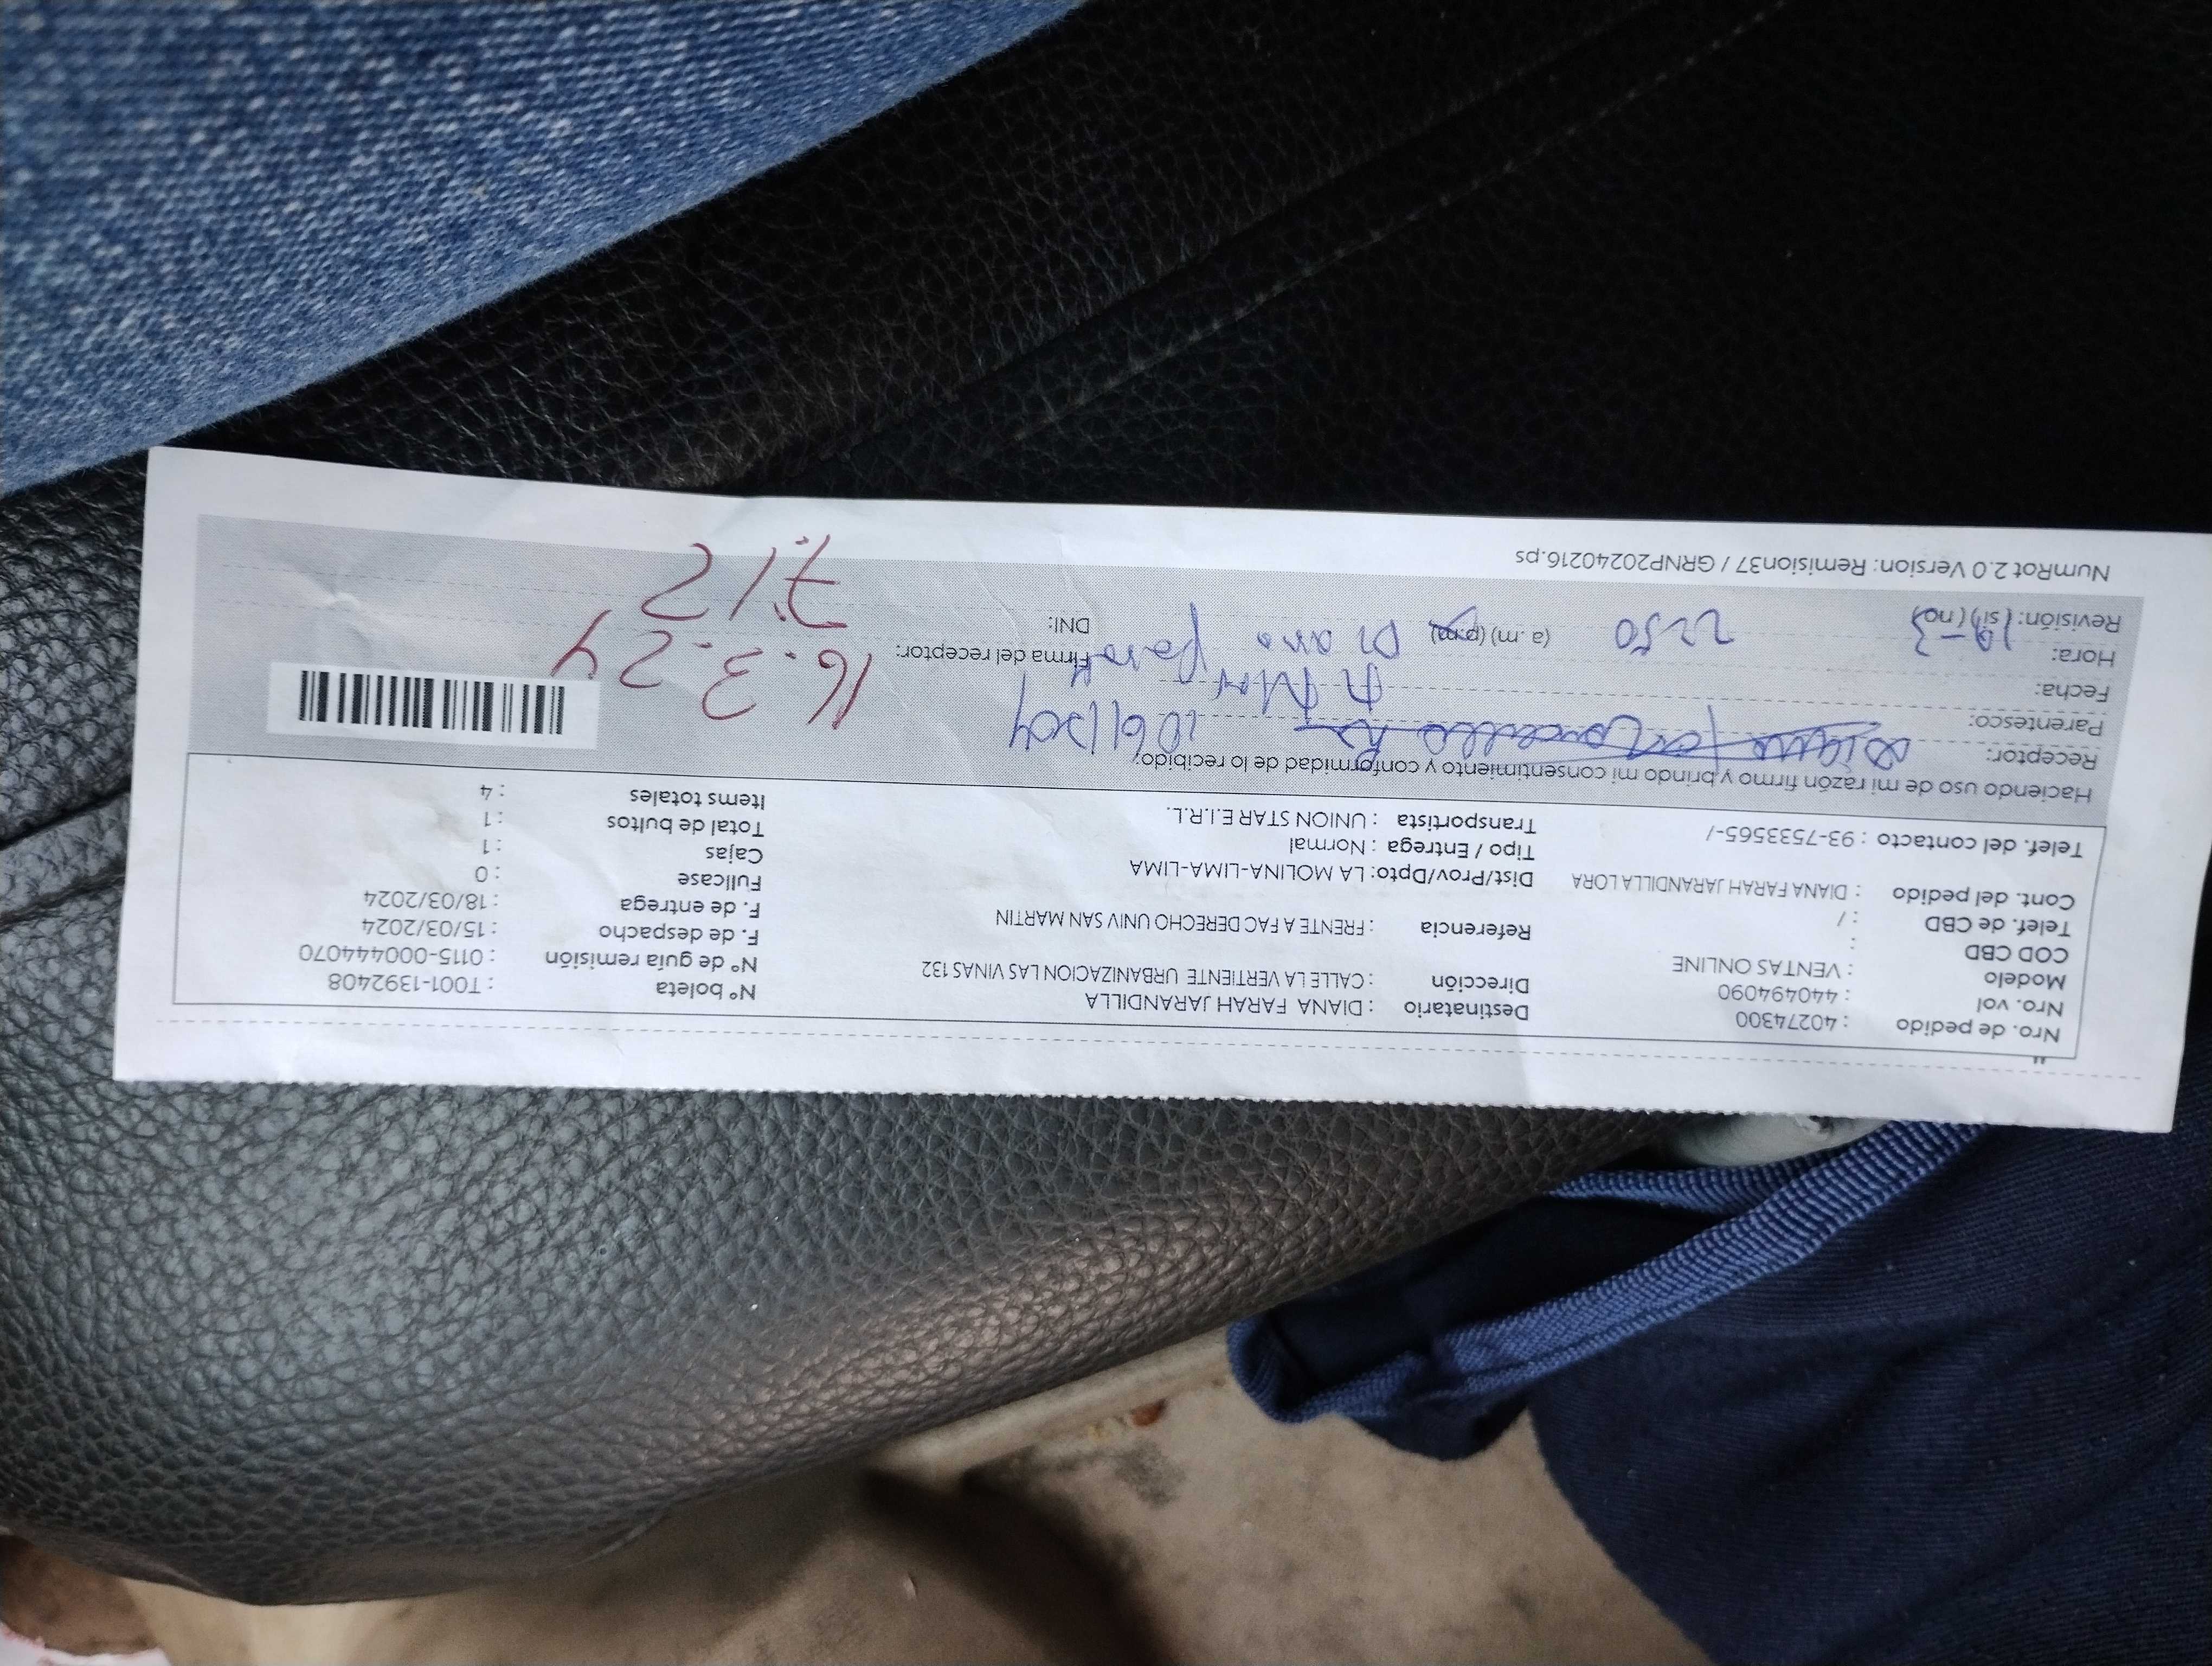 Nro. de pedido : 40274300
Nro. vol : 440494090
Modelo : VENTAS ONLINE
COD CBD :
Telef. de CBD : /
Cont. del pedido : DIANA FARAH JARANDILLA LORA
Telef. del contacto : 93-7533565-/
Destinatario : DIANA FARAH JARANDILLA
Dirección : CALLE LA VERTIENTE URBANIZACION LAS VINAS 132
Referencia : FRENTE A FAC DERECHO UNIV SAN MARTIN
Dist/Prov/Dpto: LA MOLINA-LIMA-LIMA
Tipo / Entrega : Normal
Transportista : UNION STAR E.I.R.L.
N° boleta : T001-1392408
N° de guía remisión : 0115-000444070
F. de despacho : 15/03/2024
F. de entrega : 18/03/2024
Fullcase : 0
Cajas : 1
Total de bultos : 1
Items totales : 4
Haciendo uso de mi razón firmo y brindo mi consentimiento y conformidad de lo recibido:
Receptor:
Parentesco:
Fecha:
Hora: 2250 (a.m) (p.m)
Revisión: (si) (no)
Firma del receptor:
DNI:
16.3.24
712
NumRot 2.0 Version: Remision37 / GRNP20240216.ps